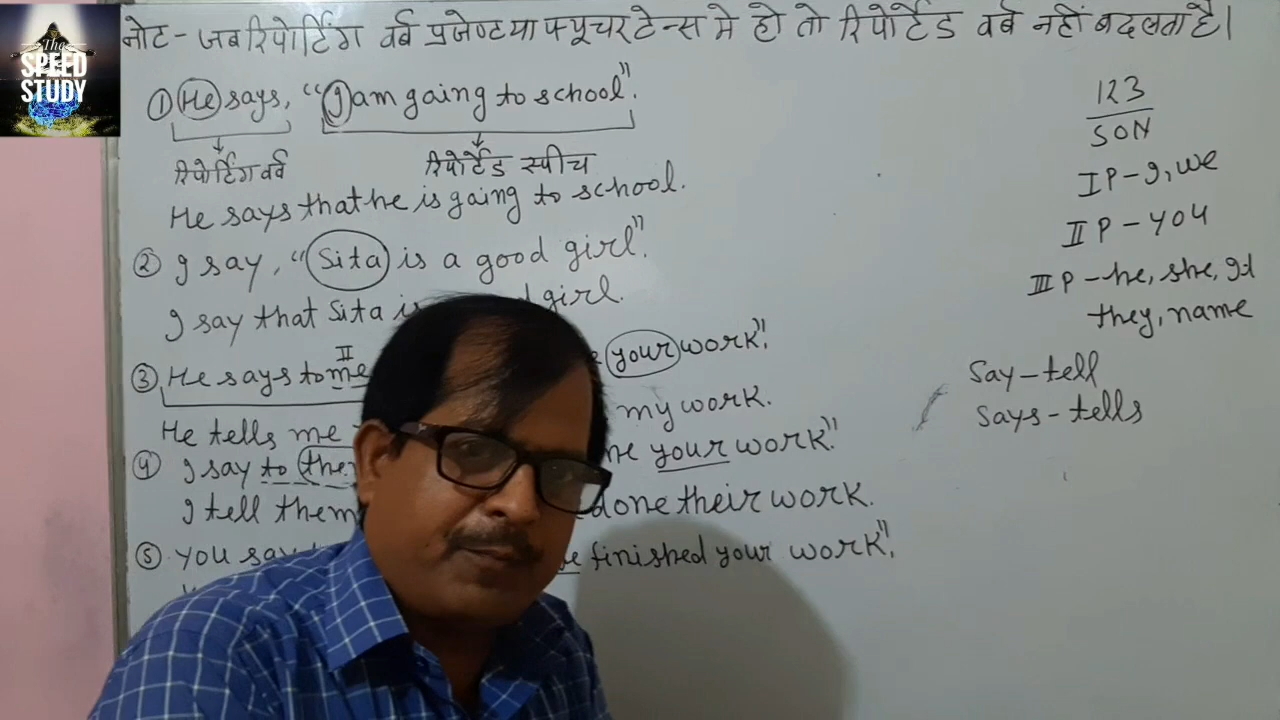 The
SPEED
STUDY
नोट - जब रिपोर्टिंग वर्ब प्रजेण्ट या फ्यूचर टेन्स मे हो तो रिपोर्टेड वर्ब नहीं बदलता है।
① He says, "I am going to school".
रिपोर्टिंग वर्ब रिपोर्टेड स्पीच
He says that he is going to school.
② I say, "Sita is a good girl".
I say that Sita is girl.
II
③ He says to me your work".
He tells me my work.
④ I say to your work".
I tell them done their work.
⑤ you say finished your work".
123
SON
I P - I, we
II P - you
III P - he, she, It
they, name
Say - tell
Says - tells